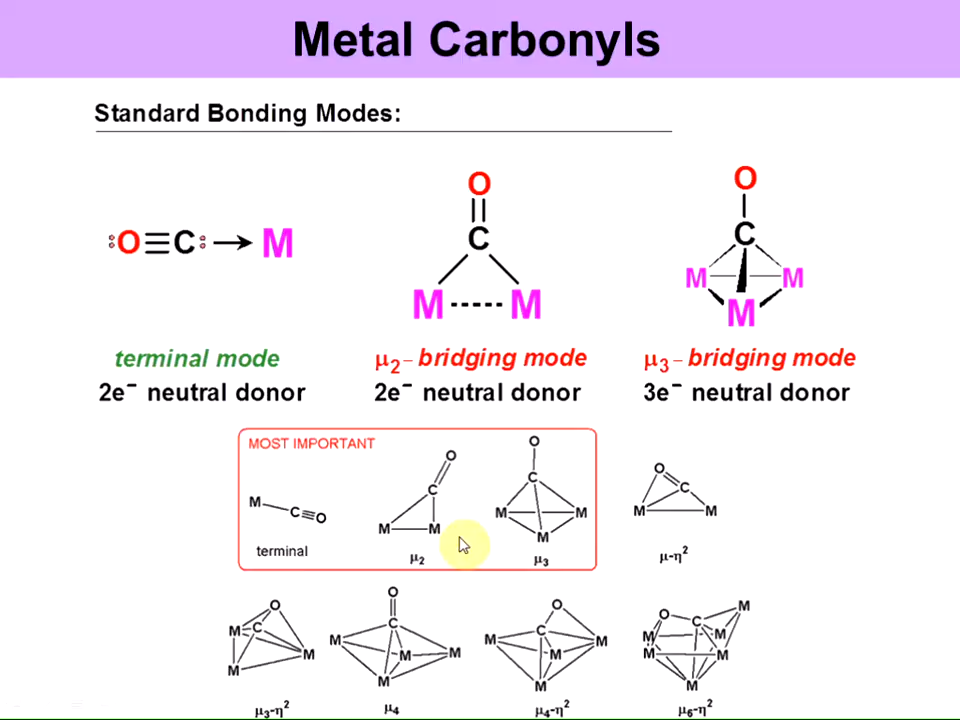 Metal Carbonyls
Standard Bonding Modes:
:O≡C:→M
O
C
M-----M
O
C
M M
M
terminal mode
μ2– bridging mode
μ3– bridging mode
2e⁻ neutral donor
2e⁻ neutral donor
3e⁻ neutral donor
MOST IMPORTANT
M C≡O
terminal
O
C
M M
μ2
O
C
M M
M
μ3
O
C
M M
μ-η²
O
M C
M
M
μ3-η²
O
C
M M M
M
μ4
O
C
M M M
M
μ4-η²
O C M
M M
M M
M
μ6-η²